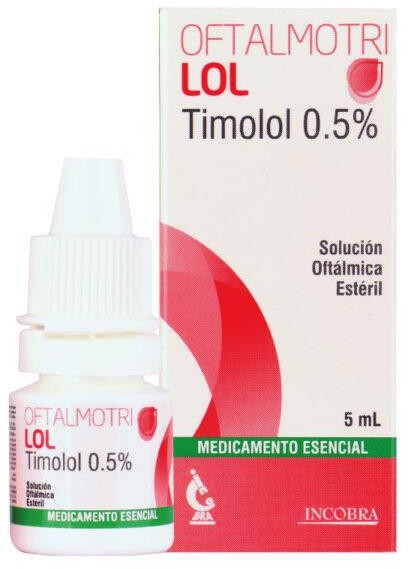 OFTALMOTRI
LOL
Timolol 0.5%
Solución
Oftálmica
Estéril
5 mL
MEDICAMENTO ESENCIAL
BRA
INCOBRA
OFTALMOTRI
LOL
Timolol 0.5%
Solución
Oftálmica
Estéril
MEDICAMENTO ESENCIAL